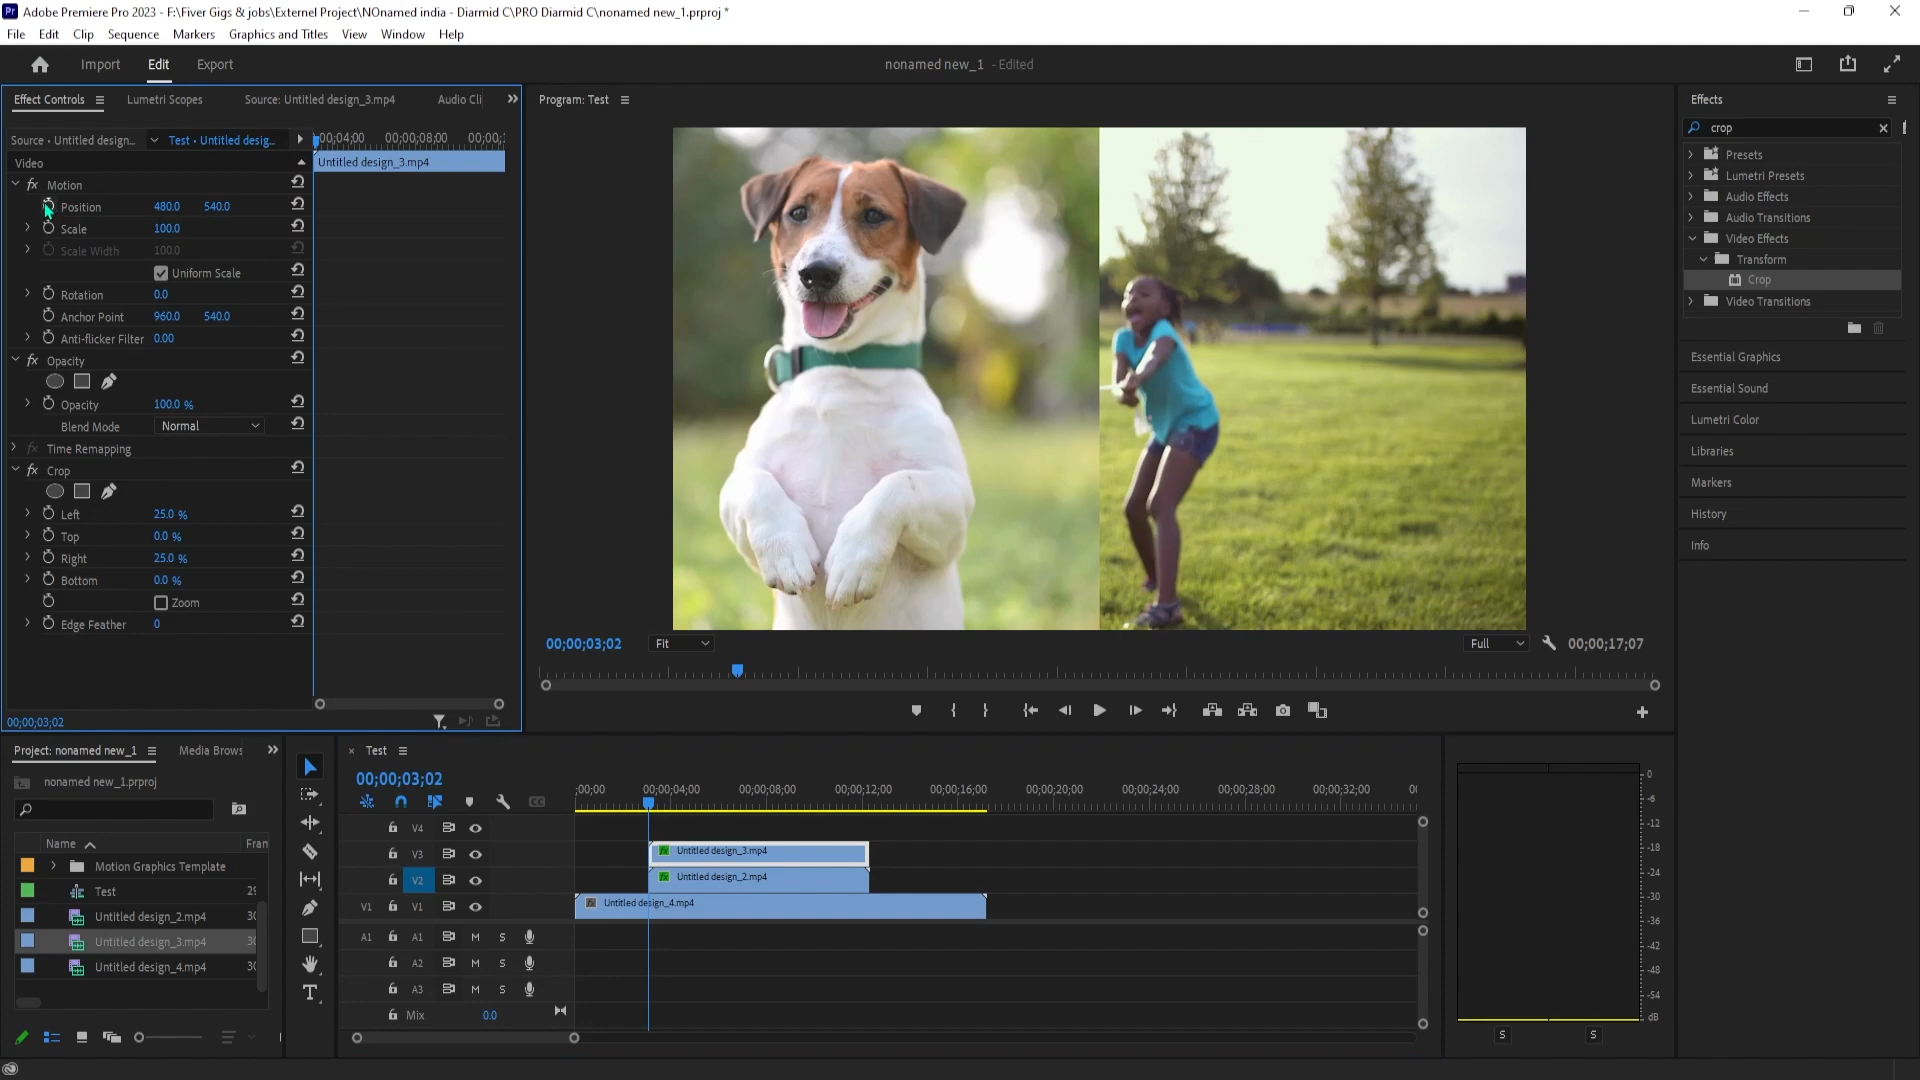 Adobe Premiere Pro 2023 - F:\Fiver Gigs & jobs\Externel Project\NOnamed india - Diarmid C\PRO Diarmid C\nonamed new_1.prproj *
File Edit Clip Sequence Markers Graphics and Titles View Window Help
Import Edit Export
nonamed new_1 - Edited
Effect Controls Lumetri Scopes Source: Untitled design_3.mp4 Audio Cli
Source • Untitled design... Test • Untitled desig...
00;00;04;00 00;00;08;00 00;00;1
Video
Untitled design_3.mp4
fx Motion
Position 480.0 540.0
Scale 100.0
Scale Width 100.0
Uniform Scale
Rotation 0.0
Anchor Point 960.0 540.0
Anti-flicker Filter 0.00
fx Opacity
Opacity 100.0 %
Blend Mode Normal
fx Time Remapping
fx Crop
Left 25.0 %
Top 0.0 %
Right 25.0 %
Bottom 0.0 %
Zoom
Edge Feather 0
00;00;03;02
Program: Test
00;00;03;02 Fit Full 00;00;17;07
Effects
crop
Presets
Lumetri Presets
Audio Effects
Audio Transitions
Video Effects
Transform
Crop
Video Transitions
Essential Graphics
Essential Sound
Lumetri Color
Libraries
Markers
History
Info
Project: nonamed new_1 Media Brows
nonamed new_1.prproj
Name Fran
Motion Graphics Template
Test 29
Untitled design_2.mp4 30
Untitled design_3.mp4 30
Untitled design_4.mp4 30
Test
00;00;03;02
;00;00 00;00;04;00 00;00;08;00 00;00;12;00 00;00;16;00 00;00;20;00 00;00;24;00 00;00;28;00 00;00;32;00
V4
V3 Untitled design_3.mp4
V2 Untitled design_2.mp4
V1 V1 Untitled design_4.mp4
A1 A1 M S
A2 M S
A3 M S
Mix 0.0
0
-6
-12
-18
-24
-30
-36
-42
-48
-54
dB
S S